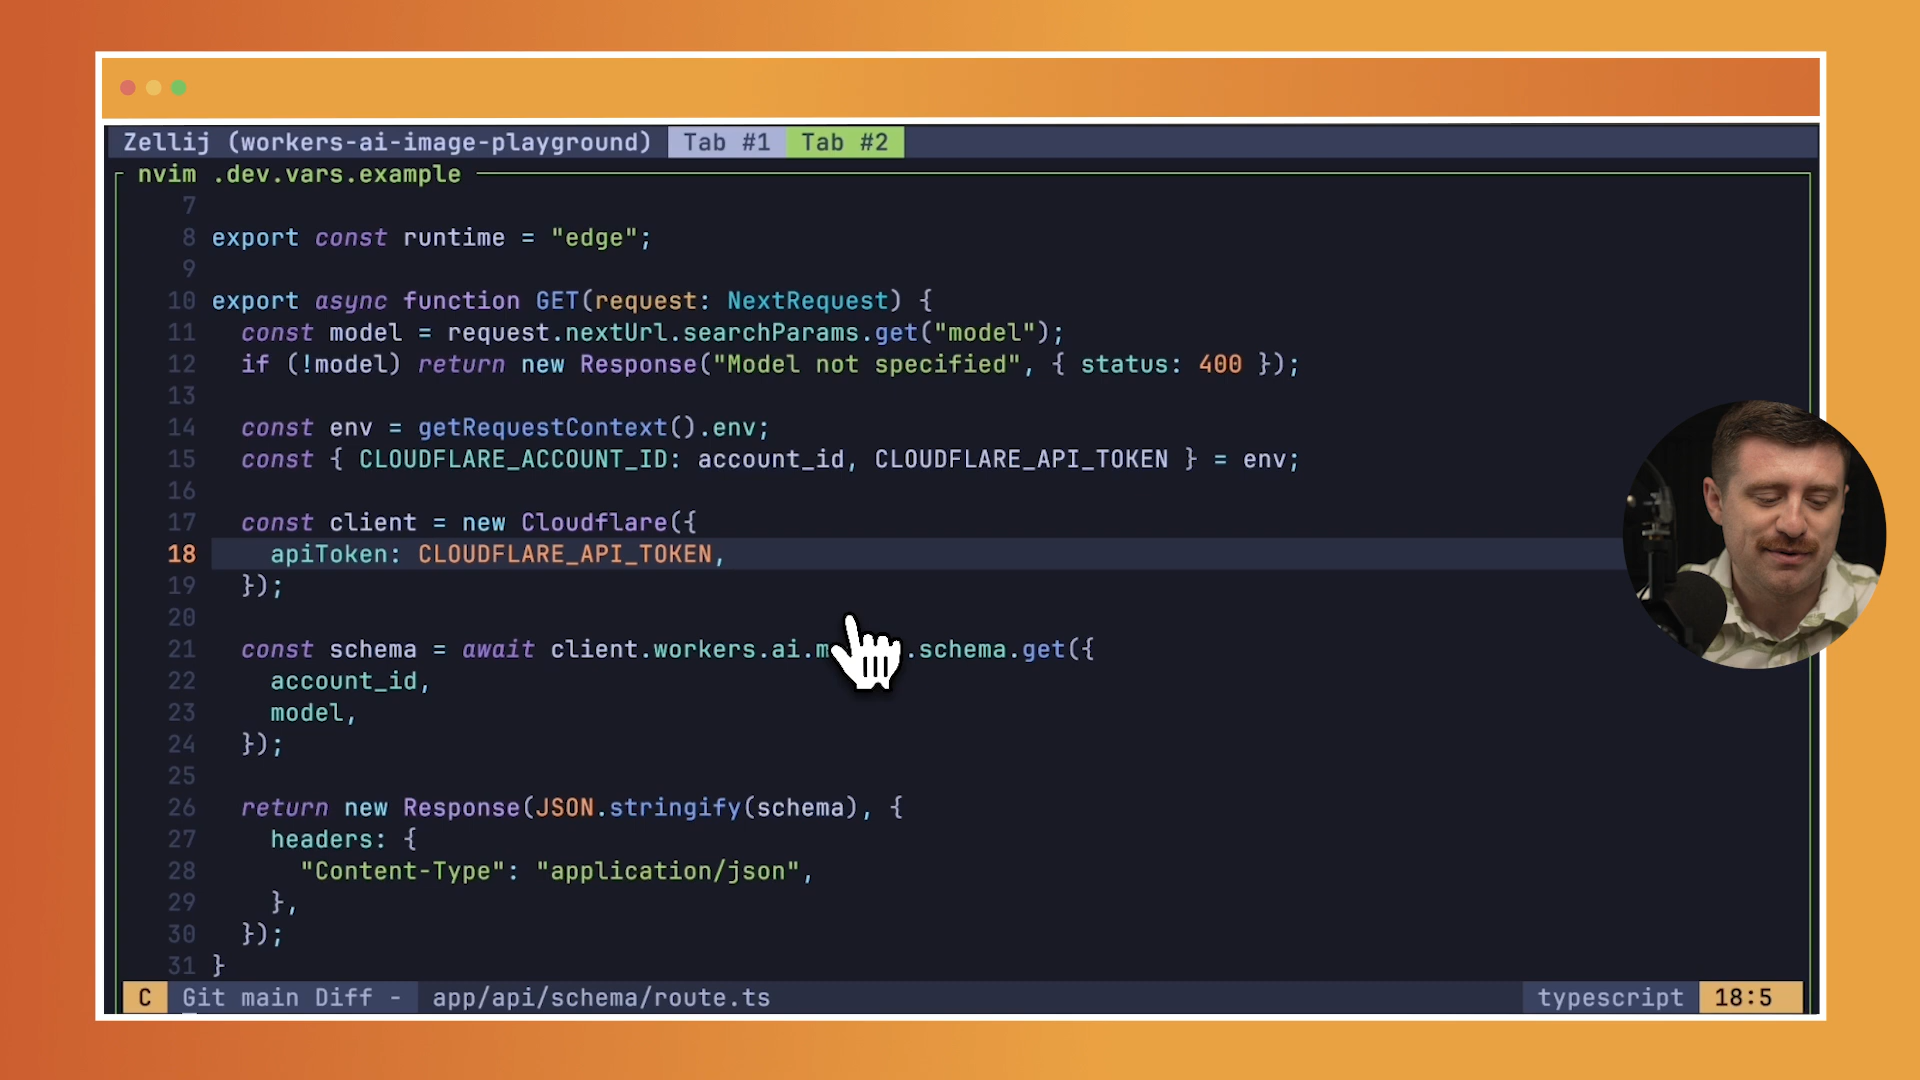 Zellij (workers-ai-image-playground) Tab #1 Tab #2
nvim .dev.vars.example
7
8 export const runtime = "edge";
9
10 export async function GET(request: NextRequest) {
11 const model = request.nextUrl.searchParams.get("model");
12 if (!model) return new Response("Model not specified", { status: 400 });
13
14 const env = getRequestContext().env;
15 const { CLOUDFLARE_ACCOUNT_ID: account_id, CLOUDFLARE_API_TOKEN } = env;
16
17 const client = new Cloudflare({
18 apiToken: CLOUDFLARE_API_TOKEN,
19 });
20
21 const schema = await client.workers.ai.m .schema.get({
22 account_id,
23 model,
24 });
25
26 return new Response(JSON.stringify(schema), {
27 headers: {
28 "Content-Type": "application/json",
29 },
30 });
31 }
C Git main Diff - app/api/schema/route.ts typescript 18:5